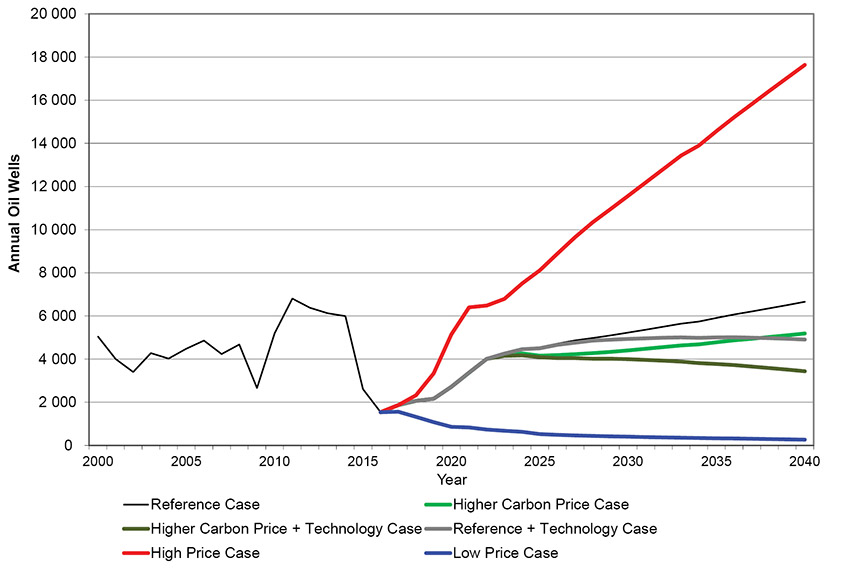 20 000
18 000
16 000
14 000
12 000
10 000
8 000
6 000
4 000
2 000
0
Annual Oil Wells
2000 2005 2010 2015 2020 2025 2030 2035 2040
Year
Reference Case Higher Carbon Price Case
Higher Carbon Price + Technology Case Reference + Technology Case
High Price Case Low Price Case